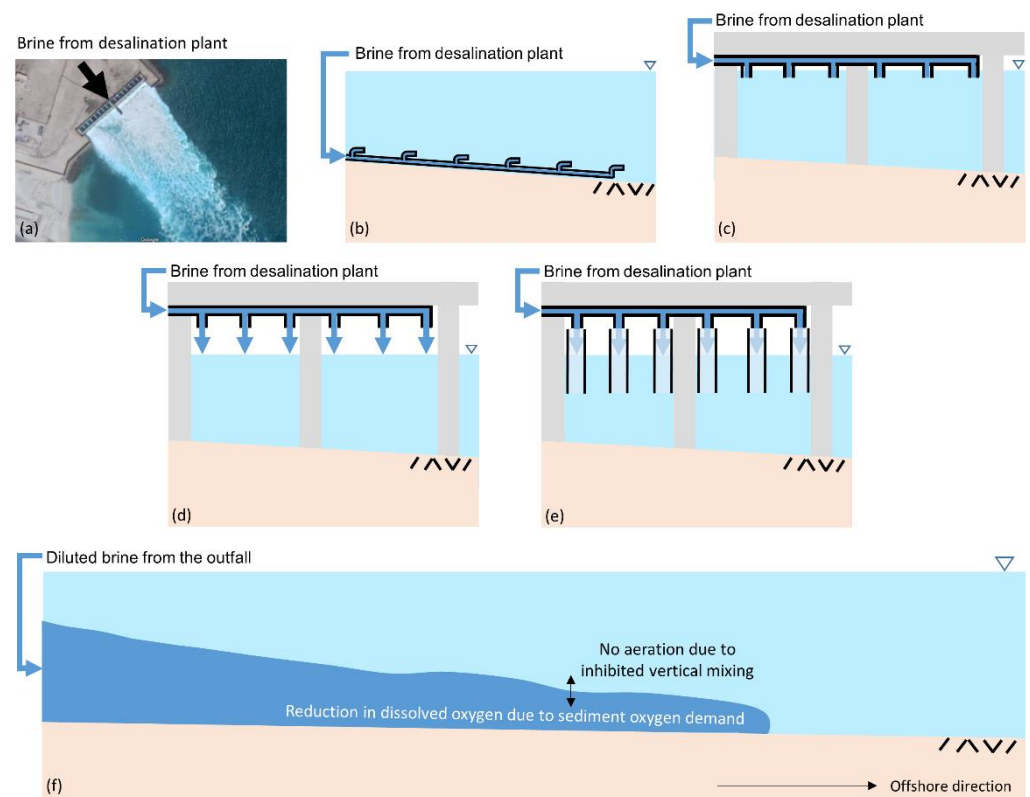 Brine from desalination plant
(a)
Google
Brine from desalination plant
(b)
Brine from desalination plant
(c)
Brine from desalination plant
(d)
Brine from desalination plant
(e)
Diluted brine from the outfall
No aeration due to
inhibited vertical mixing
Reduction in dissolved oxygen due to sediment oxygen demand
(f)
Offshore direction